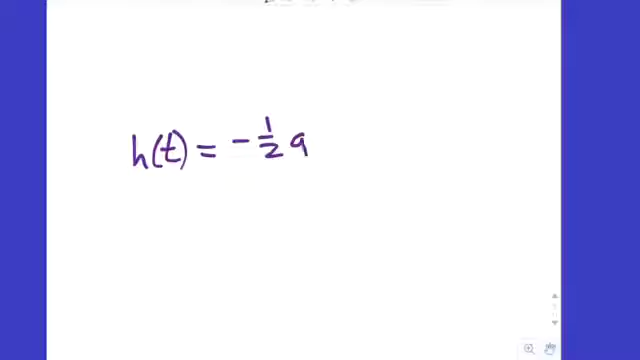 h(t) = -1/2 a